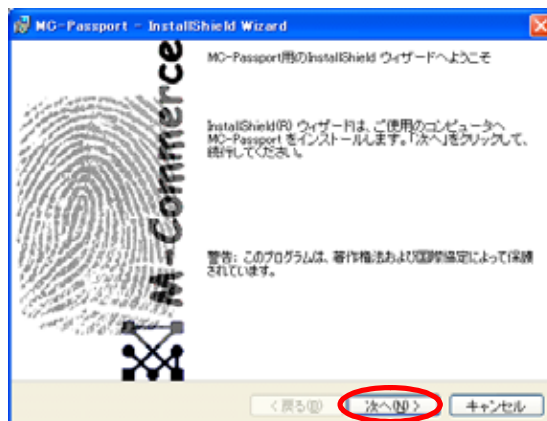 MC-Passport - InstallShield Wizard
M-Commerce
MC-Passport用のInstallShield ウィザードへようこそ
InstallShield(R) ウィザードは、ご使用のコンピュータへ
MC-Passport をインストールします。「次へ」をクリックして、
続行してください。
警告: このプログラムは、著作権法および国際協定によって保護
されています。
< 戻る(B)
次へ(N) >
キャンセル